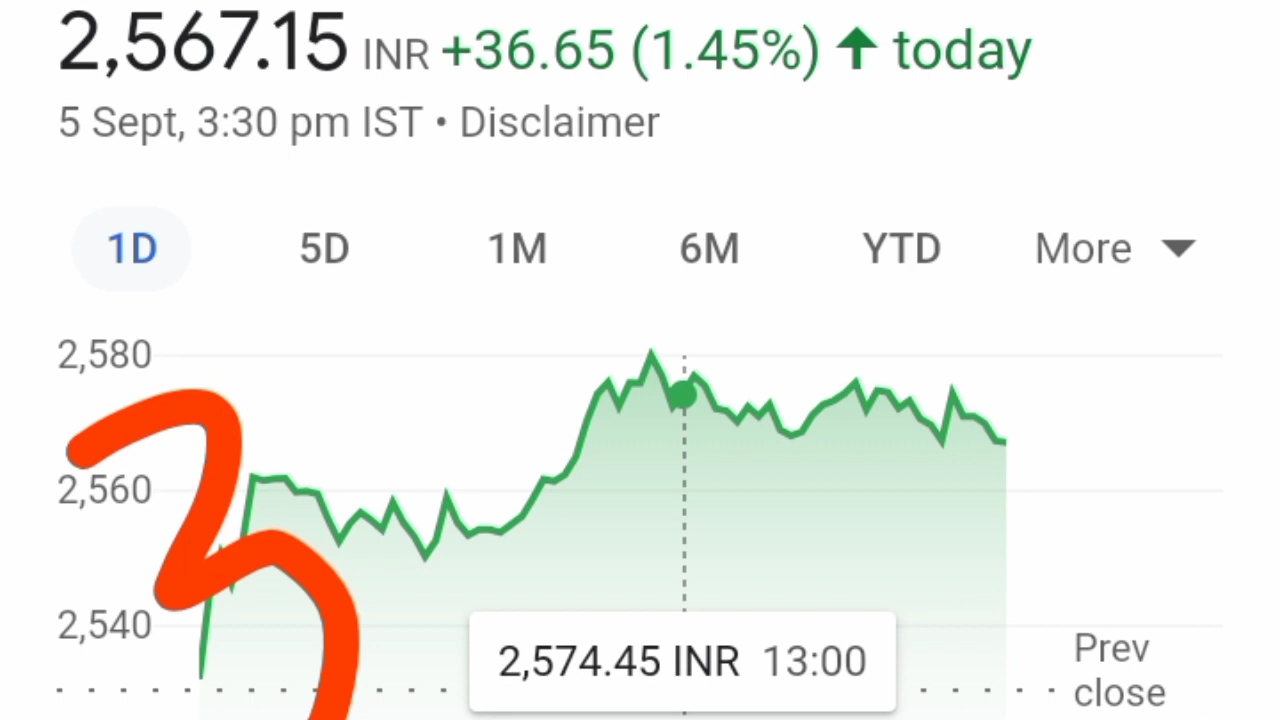 2,567.15 INR +36.65 (1.45%) ↑ today
5 Sept, 3:30 pm IST • Disclaimer
1D 5D 1M 6M YTD More
2,580
3
2,560
2,540
2,574.45 INR 13:00
Prev
close